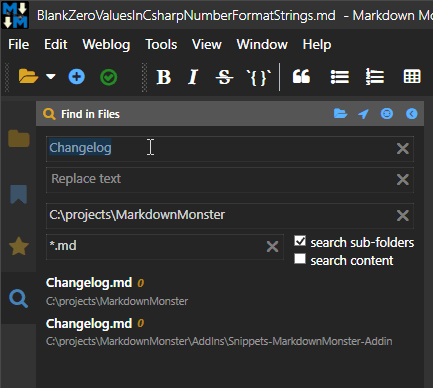 BlankZeroValuesInCsharpNumberFormatStrings.md - Markdown Mo
File Edit Weblog Tools View Window Help
B I S `{}`
Find in Files
Changelog
Replace text
C:\projects\MarkdownMonster
*.md
search sub-folders
search content
Changelog.md 0
C:\projects\MarkdownMonster
Changelog.md 0
C:\projects\MarkdownMonster\AddIns\Snippets-MarkdownMonster-Addin